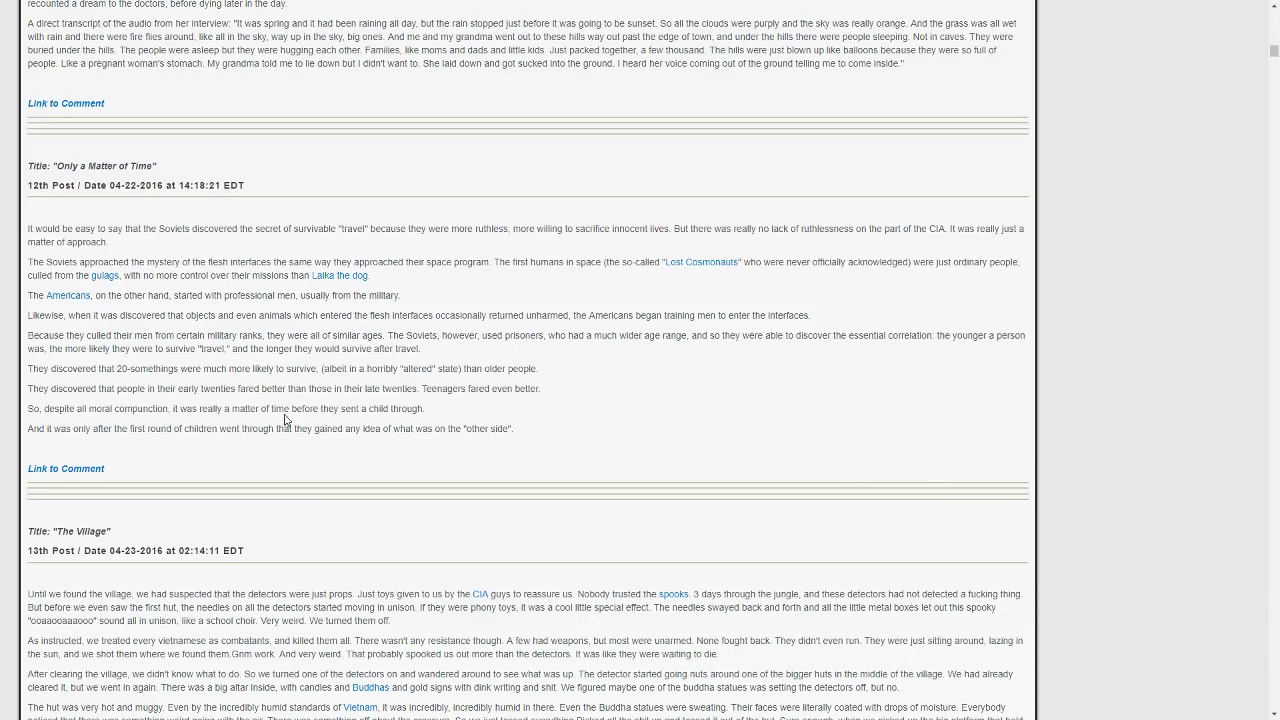 recounted a dream to the doctors, before dying later in the day.
A direct transcript of the audio from her interview: "It was spring and it had been raining all day, but the rain stopped just before it was going to be sunset. So all the clouds were purply and the sky was really orange. And the grass was all wet
with rain and there were fire flies around, like all in the sky, way up in the sky, big ones. And me and my grandma went out to these hills way out past the edge of town, and under the hills there were people sleeping. Not in caves. They were
buried under the hills. The people were asleep but they were hugging each other. Families, like moms and dads and little kids. Just packed together, a few thousand. The hills were just blown up like balloons because they were so full of
people. Like a pregnant woman's stomach. My grandma told me to lie down but I didn't want to. She laid down and got sucked into the ground. I heard her voice coming out of the ground telling me to come inside."
Link to Comment
Title: "Only a Matter of Time"
12th Post / Date 04-22-2016 at 14:18:21 EDT
It would be easy to say that the Soviets discovered the secret of survivable "travel" because they were more ruthless, more willing to sacrifice innocent lives. But there was really no lack of ruthlessness on the part of the CIA. It was really just a
matter of approach.
The Soviets approached the mystery of the flesh interfaces the same way they approached their space program. The first humans in space (the so-called "Lost Cosmonauts" who were never officially acknowledged) were just ordinary people,
culled from the gulags, with no more control over their missions than Laika the dog.
The Americans, on the other hand, started with professional men, usually from the military.
Likewise, when it was discovered that objects and even animals which entered the flesh interfaces occasionally returned unharmed, the Americans began training men to enter the interfaces.
Because they culled their men from certain military ranks, they were all of similar ages. The Soviets, however, used prisoners, who had a much wider age range, and so they were able to discover the essential correlation: the younger a person
was, the more likely they were to survive "travel," and the longer they would survive after travel.
They discovered that 20-somethings were much more likely to survive, (albeit in a horribly "altered" state) than older people.
They discovered that people in their early twenties fared better than those in their late twenties. Teenagers fared even better.
So, despite all moral compunction, it was really a matter of time before they sent a child through.
And it was only after the first round of children went through that they gained any idea of what was on the "other side".
Link to Comment
Title: "The Village"
13th Post / Date 04-23-2016 at 02:14:11 EDT
Until we found the village, we had suspected that the detectors were just props. Just toys given to us by the CIA guys to reassure us. Nobody trusted the spooks. 3 days through the jungle, and these detectors had not detected a fucking thing.
But before we even saw the first hut, the needles on all the detectors started moving in unison. If they were phony toys, it was a cool little special effect. The needles swayed back and forth and all the little metal boxes let out this spooky
"ooaaooaaaooo" sound all in unison, like a school choir. Very weird. We turned them off.
As instructed, we treated every vietnamese as combatants, and killed them all. There wasn't any resistance though. A few had weapons, but most were unarmed. None fought back. They didn't even run. They were just sitting around, lazing in
the sun, and we shot them where we found them.Grim work. And very weird. That probably spooked us out more than the detectors. It was like they were waiting to die.
After clearing the village, we didn't know what to do. So we turned one of the detectors on and wandered around to see what was up. The detector started going nuts around one of the bigger huts in the middle of the village. We had already
cleared it, but we went in again. There was a big altar inside, with candles and Buddhas and gold signs with dink writing and shit. We figured maybe one of the buddha statues was setting the detectors off, but no.
The hut was very hot and muggy. Even by the incredibly humid standards of Vietnam, it was incredibly, incredibly humid in there. Even the Buddha statues were sweating. Their faces were literally coated with drops of moisture. Everybody